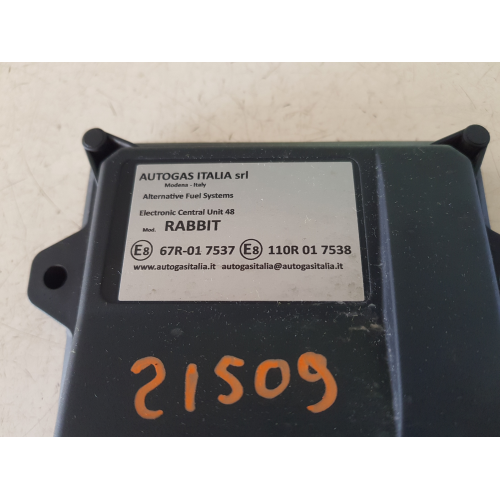 AUTOGAS ITALIA srl
Modena - Italy
Alternative Fuel Systems
Electronic Central Unit 48
Mod. RABBIT
E8 67R-01 7537 E8 110R 01 7538
www.autogasitalia.it autogasitalia@autogasitalia.it
21509